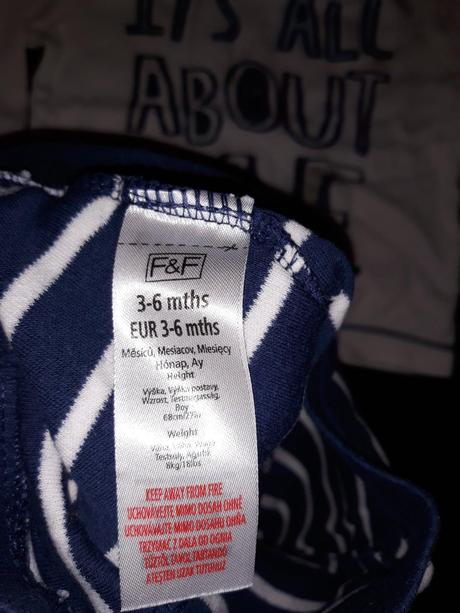 IT'S ALL
ABOUT
F&F
3-6 mths
EUR 3-6 mths
Měsíců, Mesiacov, Miesięcy
Hónap, Ay
Height
Výška, Výška postavy,
Wzrost, Testmagasság,
Boy
68cm/27in
Weight
Testsúly, Ağırlık
8kg/18lbs
KEEP AWAY FROM FIRE
UCHOVÁVEJTE MIMO DOSAH OHNĚ
UCHOVÁVAJTE MIMO DOSAHU OHŇA
TRZYMAĆ Z DALA OD OGNIA
TŰZTŐL TÁVOL TARTANDÓ
ATEŞTEN UZAK TUTUNUZ